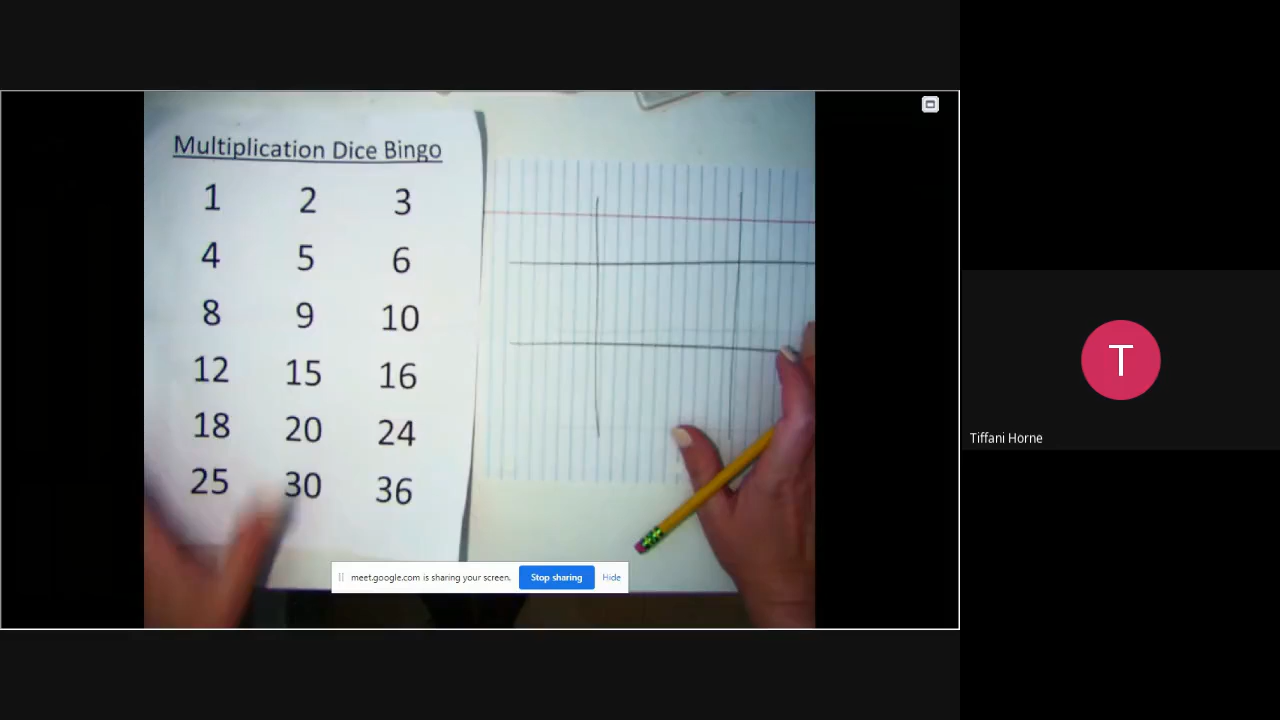 Multiplication Dice Bingo
1 2 3
4 5 6
8 9 10
12 15 16
18 20 24
25 30 36
meet.google.com is sharing your screen. Stop sharing Hide
T
Tiffani Horne